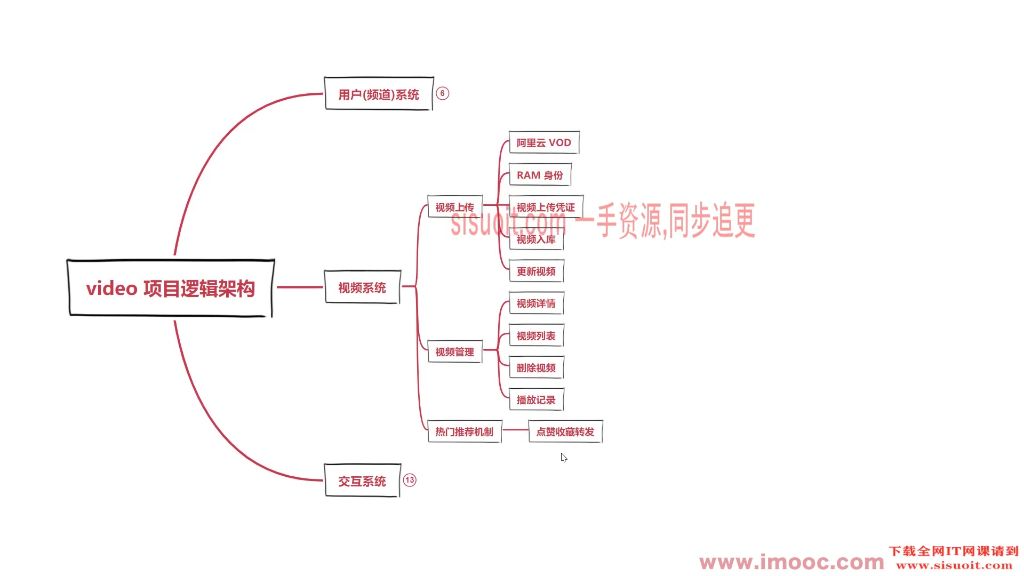 用户(频道)系统
6
阿里云 VOD
RAM 身份
视频上传
视频上传凭证
sisuoit.com 一手资源,同步追更
视频入库
更新视频
video 项目逻辑架构
视频系统
视频详情
视频列表
视频管理
删除视频
播放记录
热门推荐机制
点赞收藏转发
交互系统
13
下载全网IT网课请到
www.imooc.com
www.sisuoit.com